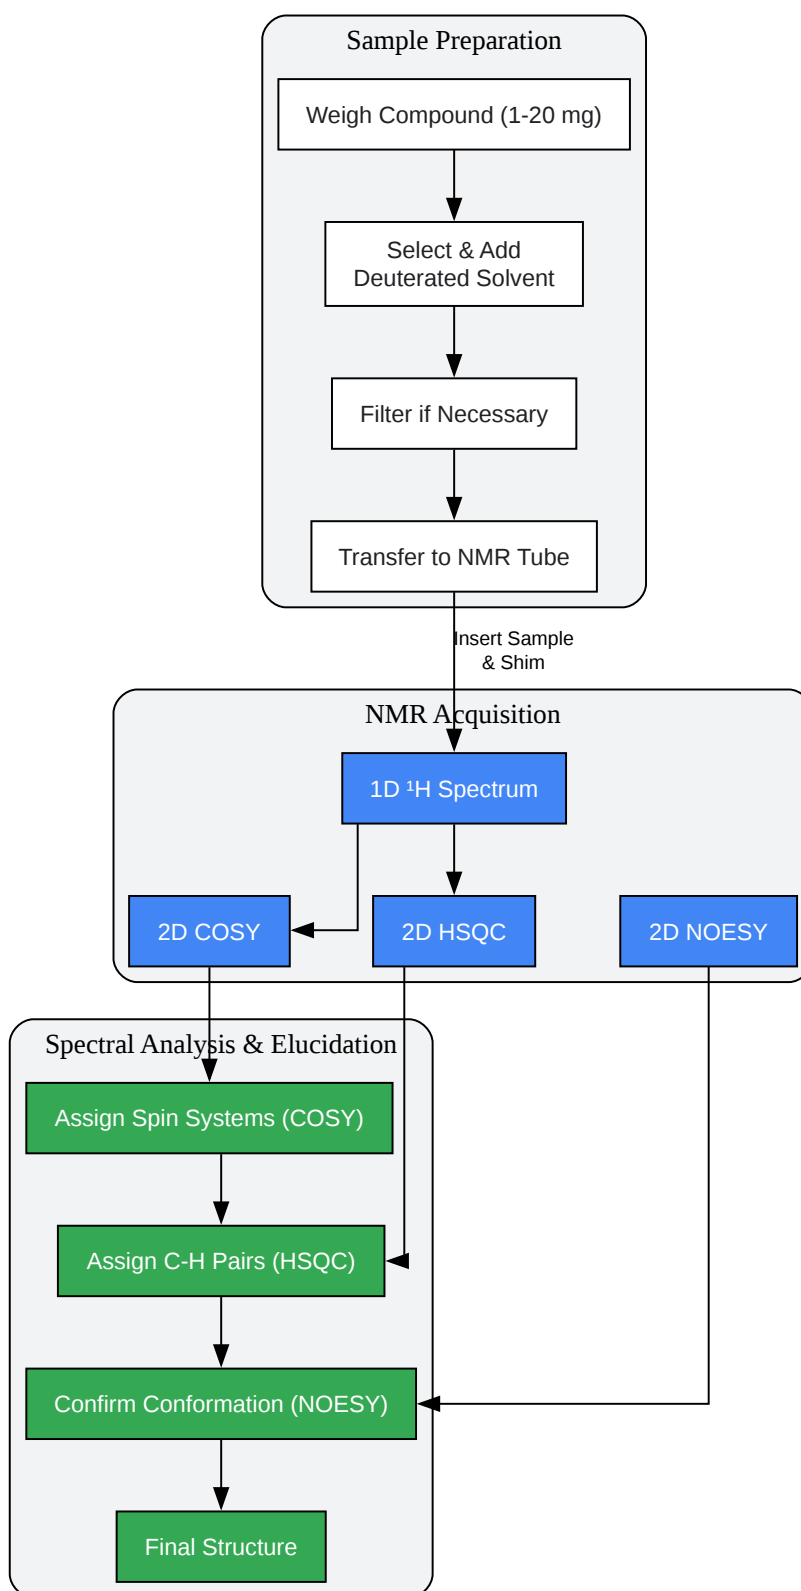 Sample Preparation
Weigh Compound (1-20 mg)
Select & Add
Deuterated Solvent
Filter if Necessary
Transfer to NMR Tube
Insert Sample
& Shim
NMR Acquisition
1D ¹H Spectrum
2D COSY
2D HSQC
2D NOESY
Spectral Analysis & Elucidation
Assign Spin Systems (COSY)
Assign C-H Pairs (HSQC)
Confirm Conformation (NOESY)
Final Structure